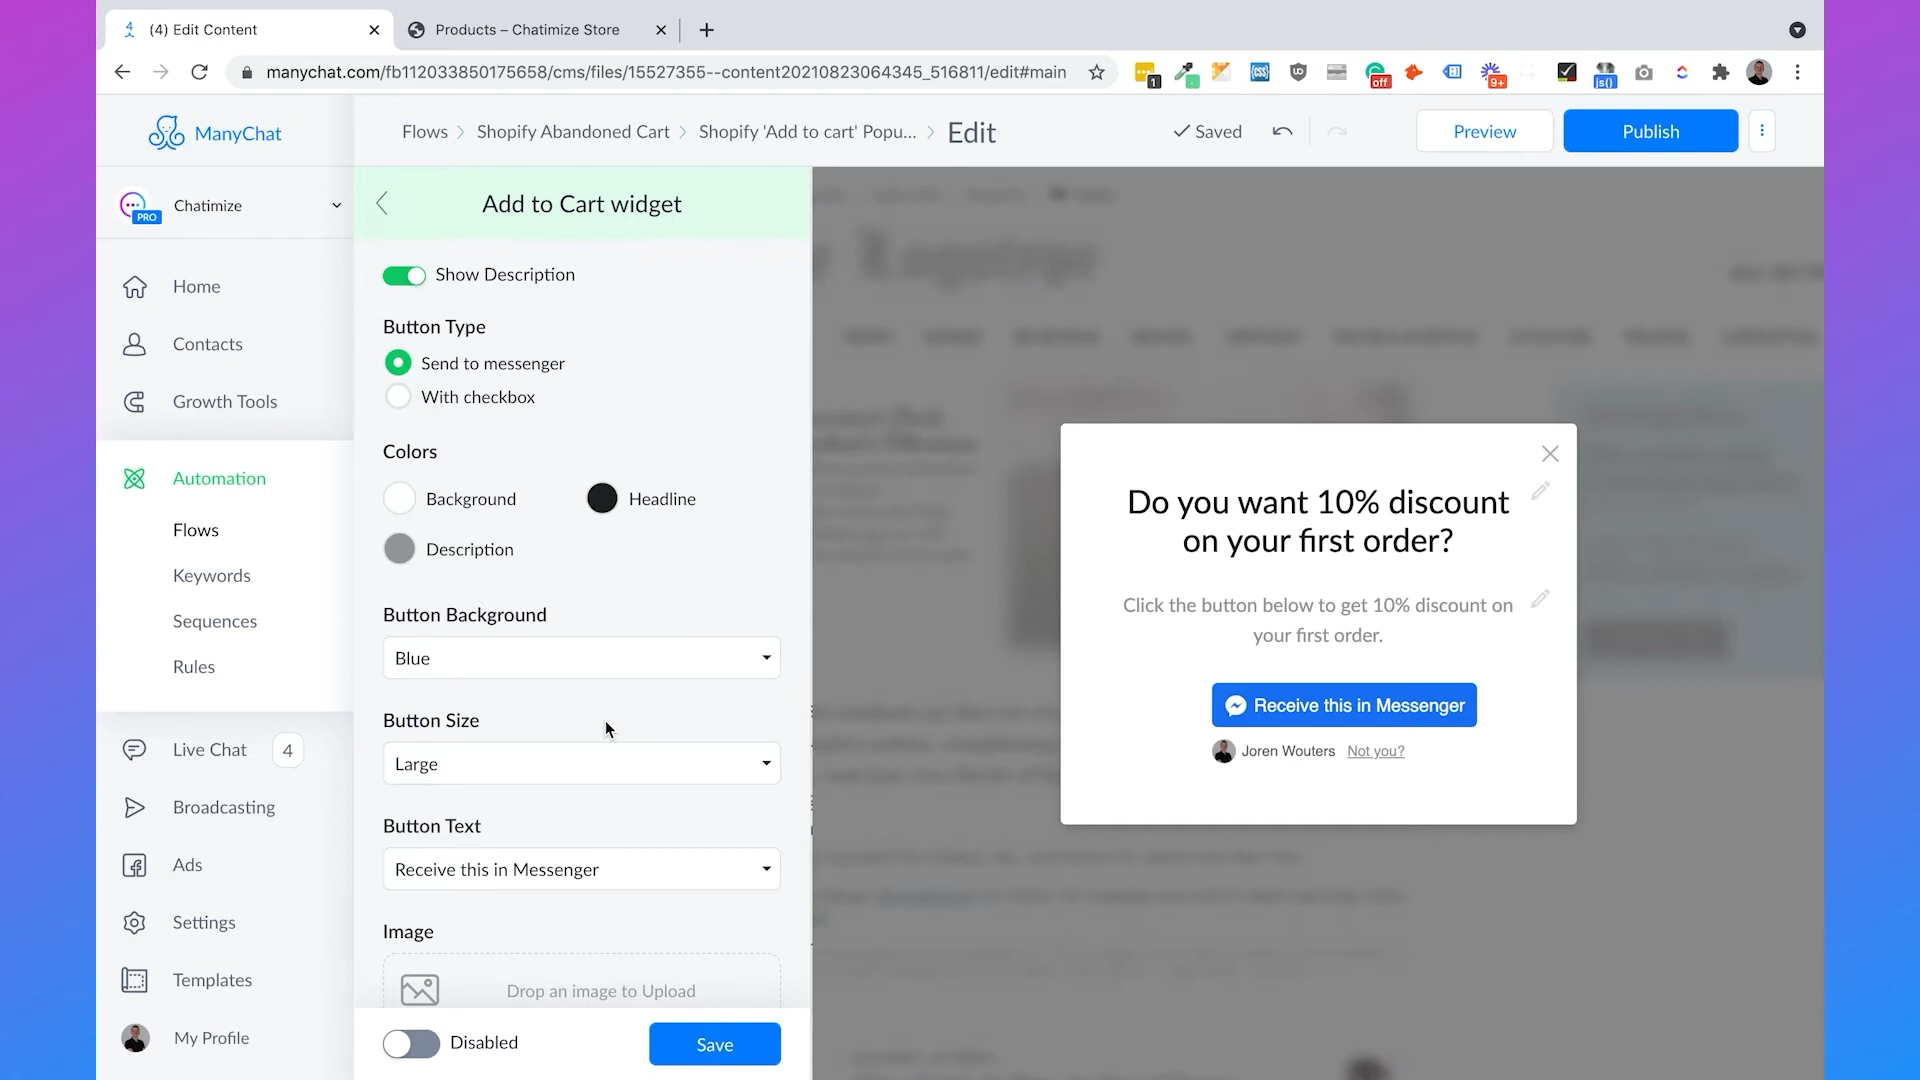 (4) Edit Content
Products – Chatimize Store
manychat.com/fb112033850175658/cms/files/15527355--content20210823064345_516811/edit#main
1
off
9+
js()
ManyChat
Flows
Shopify Abandoned Cart
Shopify 'Add to cart' Popu...
Edit
Saved
Preview
Publish
PRO
Chatimize
Home
Contacts
Growth Tools
Automation
Flows
Keywords
Sequences
Rules
Live Chat
4
Broadcasting
Ads
Settings
Templates
My Profile
Add to Cart widget
Show Description
Button Type
Send to messenger
With checkbox
Colors
Background
Headline
Description
Button Background
Blue
Button Size
Large
Button Text
Receive this in Messenger
Image
Drop an image to Upload
Disabled
Save
Do you want 10% discount
on your first order?
Click the button below to get 10% discount on
your first order.
Receive this in Messenger
Joren Wouters Not you?